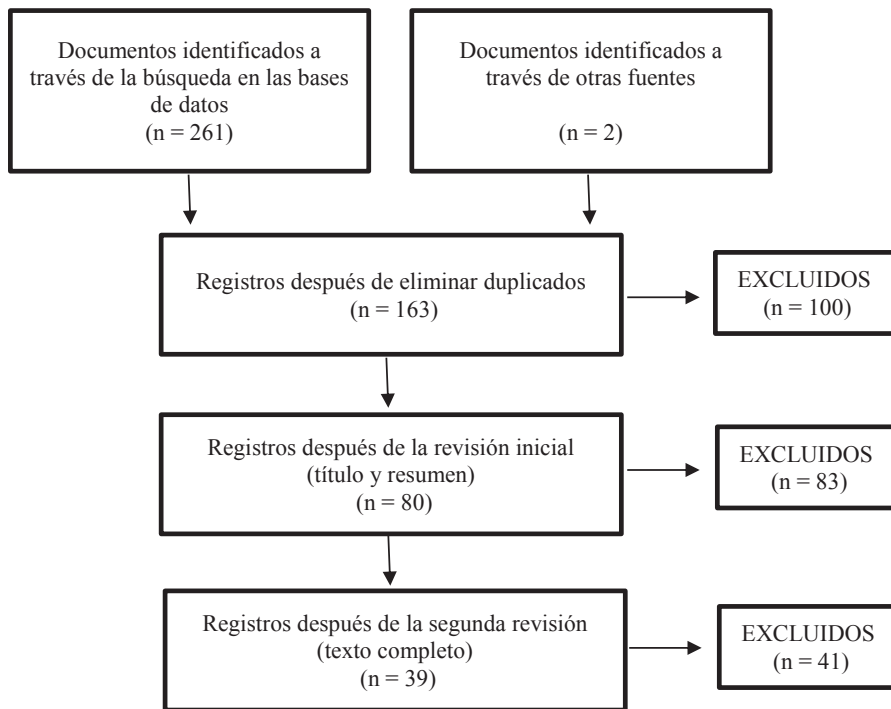 Documentos identificados a
través de la búsqueda en las bases
de datos
(n = 261)
Documentos identificados a
través de otras fuentes
(n = 2)
Registros después de eliminar duplicados
(n = 163)
EXCLUIDOS
(n = 100)
Registros después de la revisión inicial
(título y resumen)
(n = 80)
EXCLUIDOS
(n = 83)
Registros después de la segunda revisión
(texto completo)
(n = 39)
EXCLUIDOS
(n = 41)